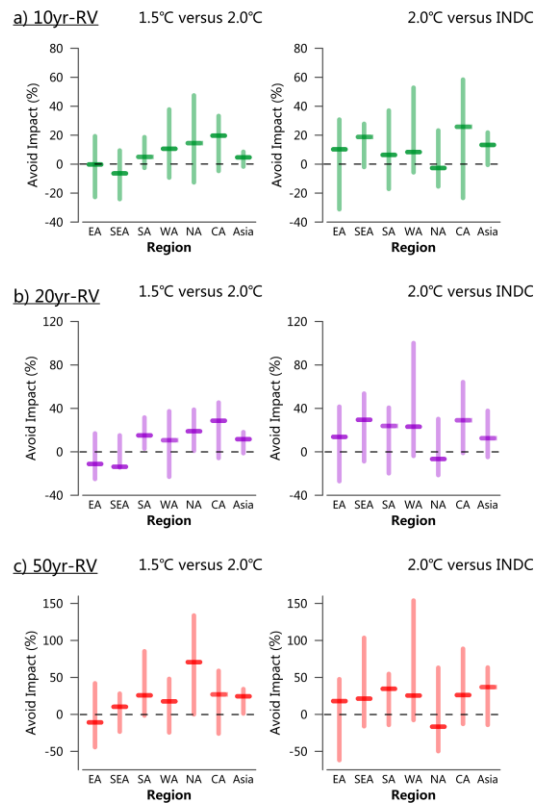 a) 10yr-RV 1.5℃ versus 2.0℃ 2.0℃ versus INDC
Avoid Impact (%)
80
60
40
20
0
-20
-40
EA SEA SA WA NA CA Asia
Region
Avoid Impact (%)
80
60
40
20
0
-20
-40
EA SEA SA WA NA CA Asia
Region
b) 20yr-RV 1.5℃ versus 2.0℃ 2.0℃ versus INDC
Avoid Impact (%)
120
80
40
0
-40
EA SEA SA WA NA CA Asia
Region
Avoid Impact (%)
120
80
40
0
-40
EA SEA SA WA NA CA Asia
Region
c) 50yr-RV 1.5℃ versus 2.0℃ 2.0℃ versus INDC
Avoid Impact (%)
150
100
50
0
-50
EA SEA SA WA NA CA Asia
Region
Avoid Impact (%)
150
100
50
0
-50
EA SEA SA WA NA CA Asia
Region